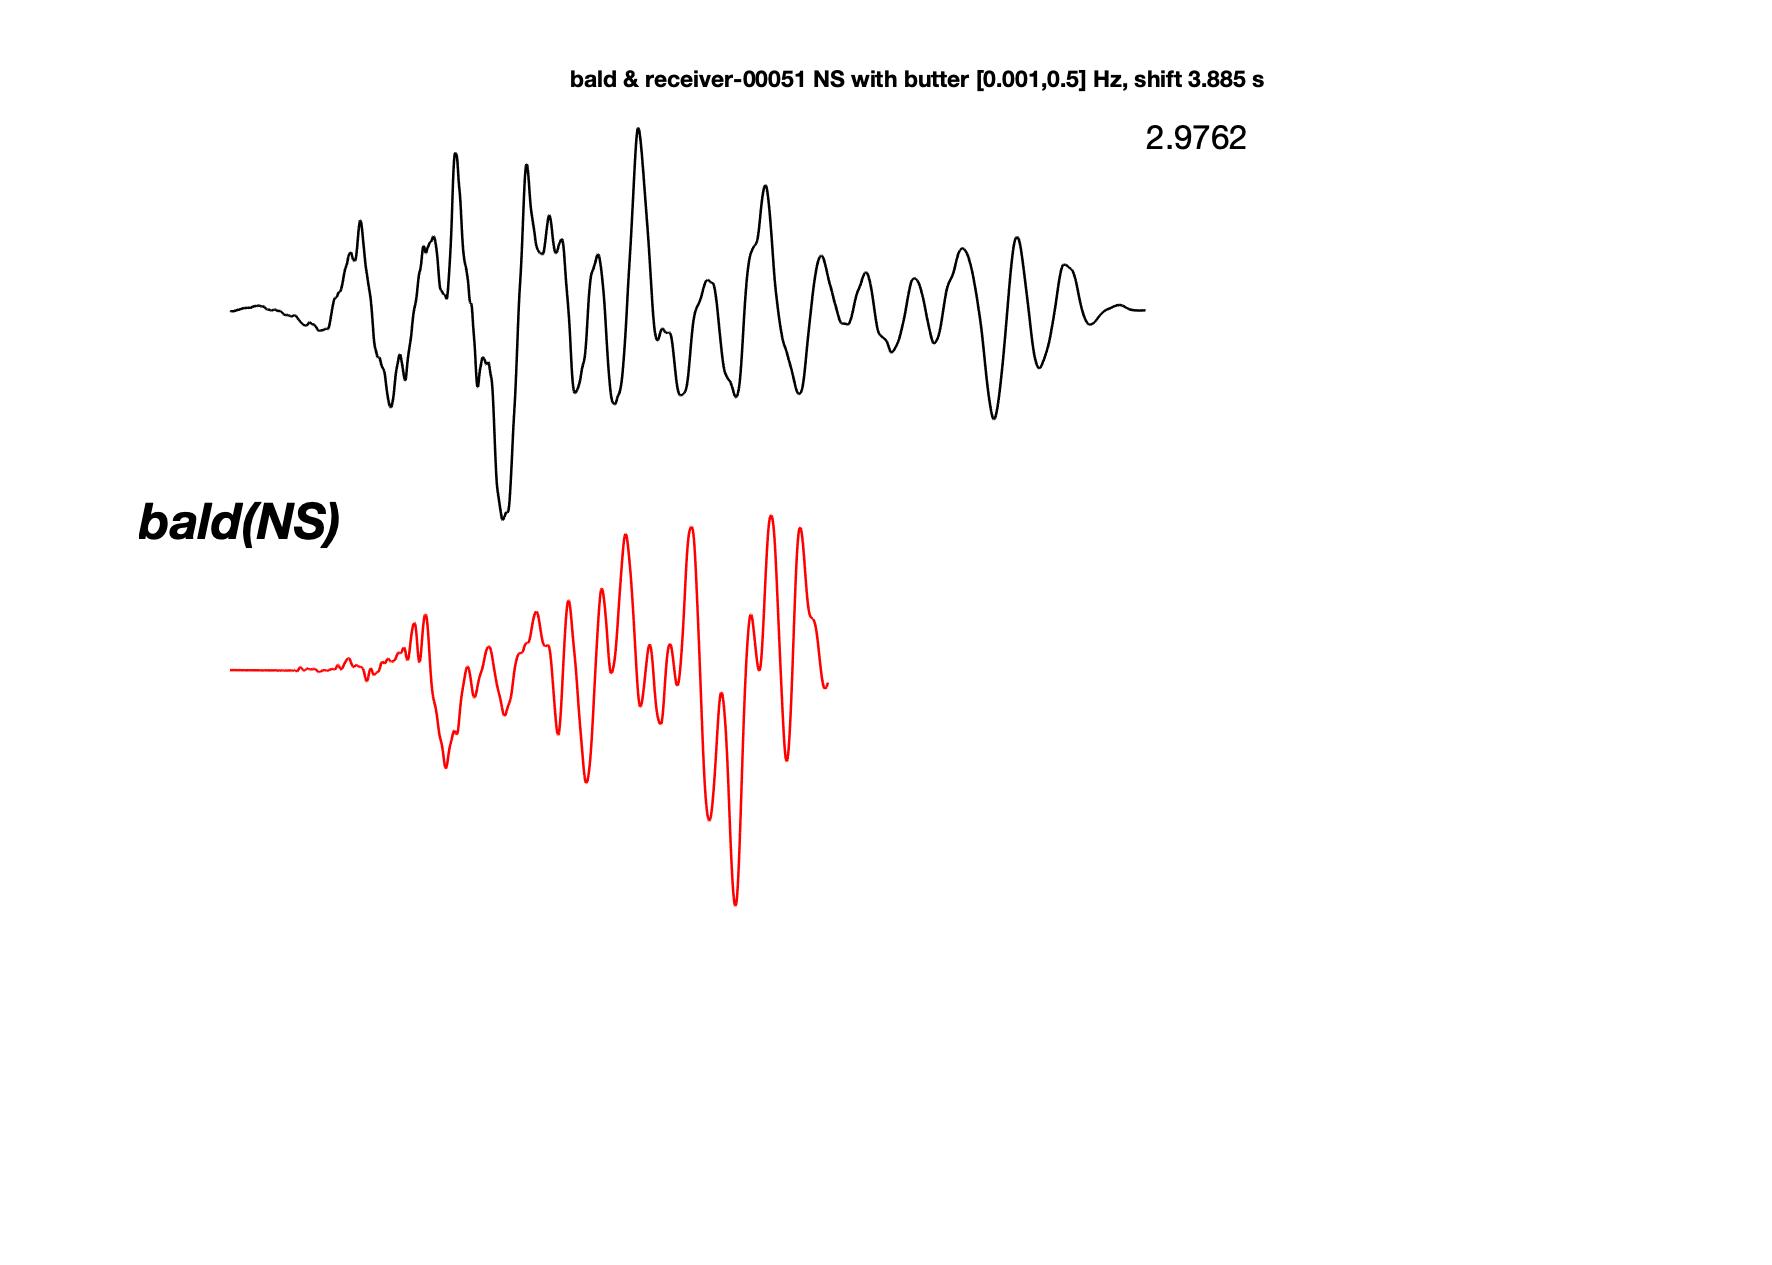 bald & receiver-00051 NS with butter [0.001,0.5] Hz, shift 3.885 s
2.9762
bald(NS)